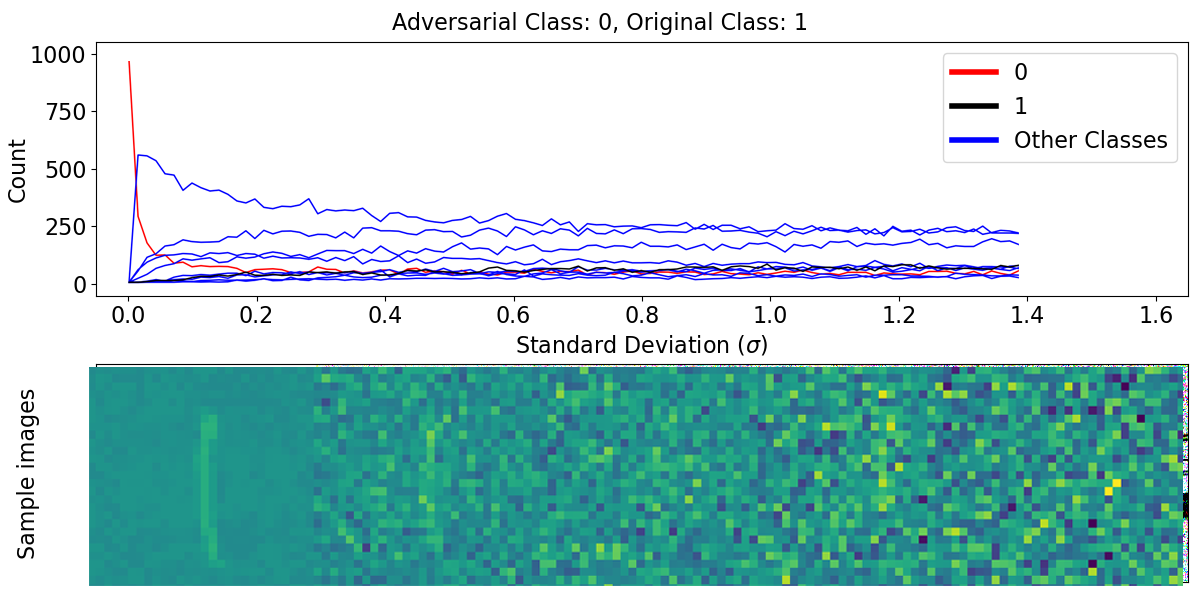 Adversarial Class: 0, Original Class: 1
1000
750
500
250
0
Count
0
1
Other Classes
0.0 0.2 0.4 0.6 0.8 1.0 1.2 1.4 1.6
Standard Deviation (σ)
Sample images